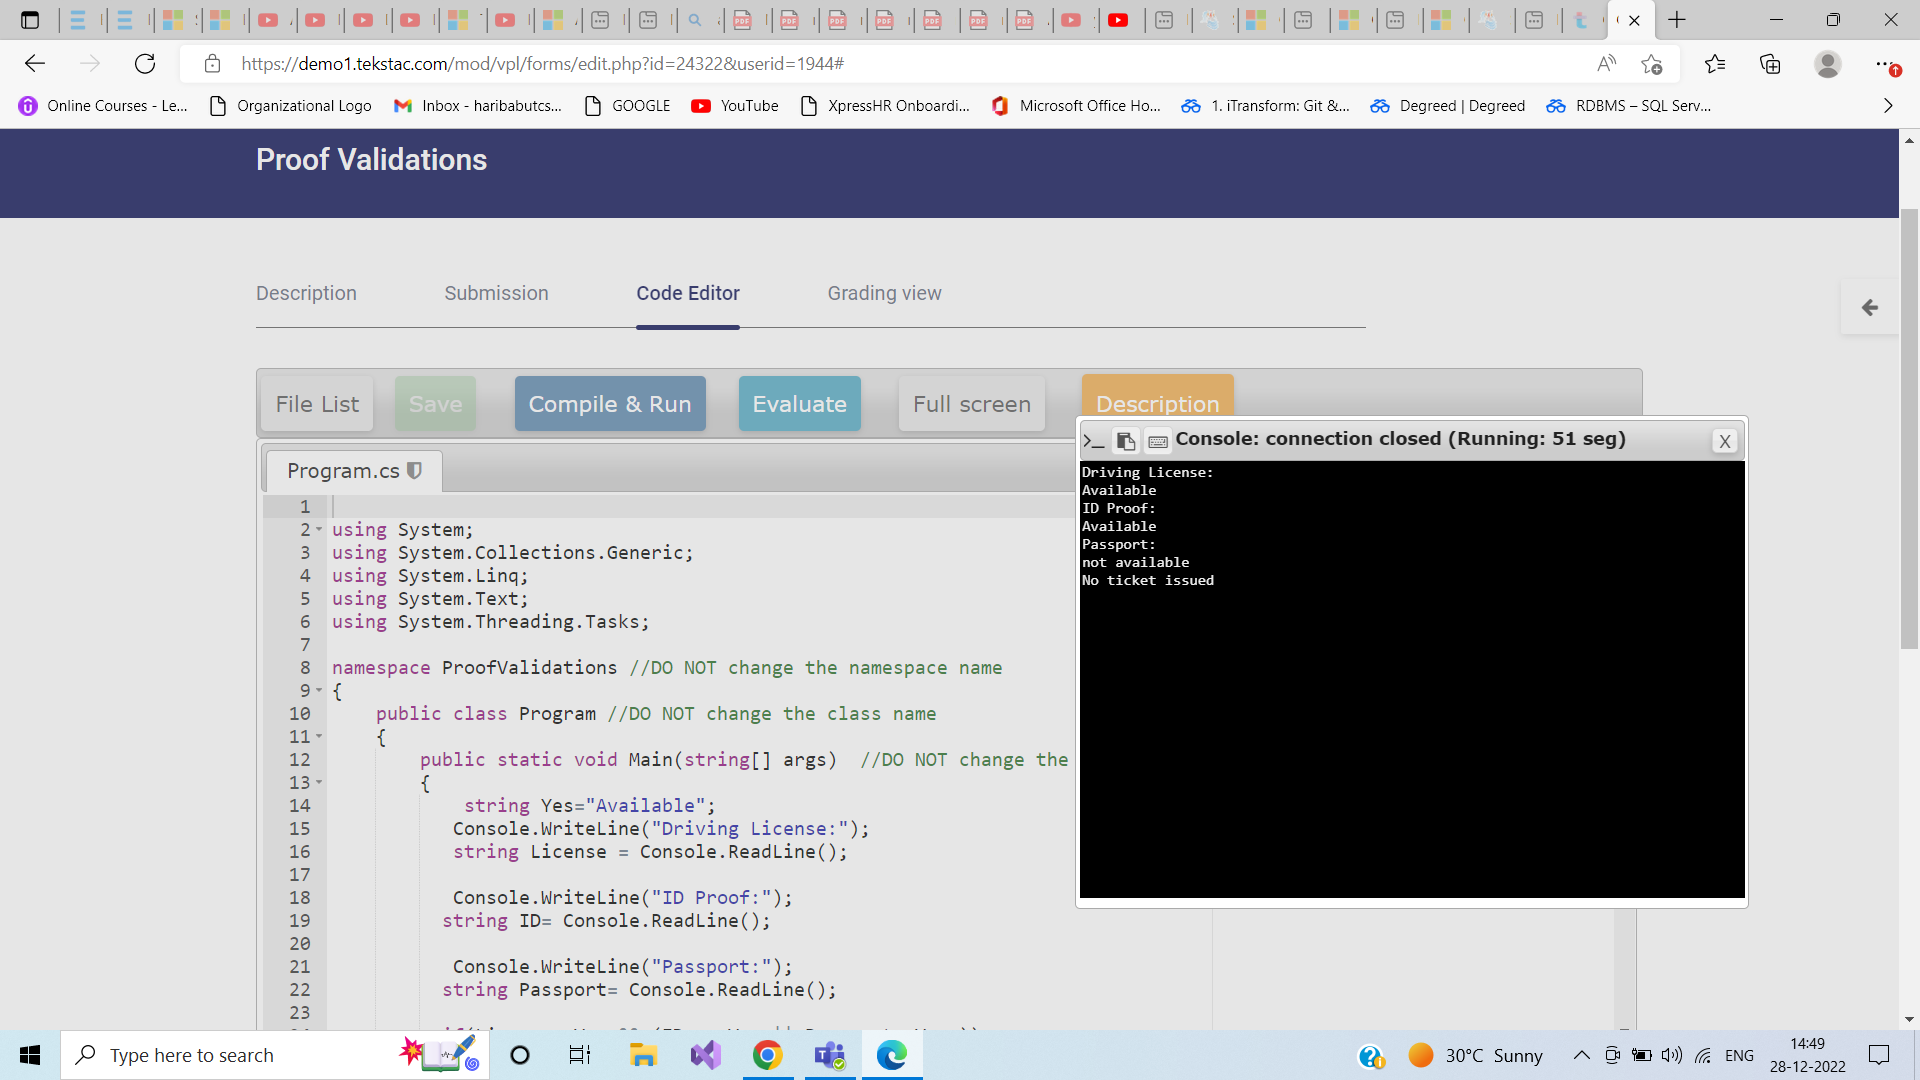 https://demo1.tekstac.com/mod/vpl/forms/edit.php?id=24322&userid=1944#
Online Courses - Le...
Organizational Logo
Inbox - haribabutcs...
GOOGLE
YouTube
XpressHR Onboardi...
Microsoft Office Ho...
1. iTransform: Git &...
Degreed | Degreed
RDBMS – SQL Serv...
Proof Validations
Description
Submission
Code Editor
Grading view
File List
Save
Compile & Run
Evaluate
Full screen
Description
Console: connection closed (Running: 51 seg)
X
Driving License:
Available
ID Proof:
Available
Passport:
not available
No ticket issued
Program.cs
1
2 using System;
3 using System.Collections.Generic;
4 using System.Linq;
5 using System.Text;
6 using System.Threading.Tasks;
7
8 namespace ProofValidations //DO NOT change the namespace name
9 {
10 public class Program //DO NOT change the class name
11 {
12 public static void Main(string[] args) //DO NOT change the
13 {
14 string Yes="Available";
15 Console.WriteLine("Driving License:");
16 string License = Console.ReadLine();
17
18 Console.WriteLine("ID Proof:");
19 string ID= Console.ReadLine();
20
21 Console.WriteLine("Passport:");
22 string Passport= Console.ReadLine();
23
Type here to search
30°C Sunny
ENG
14:49
28-12-2022